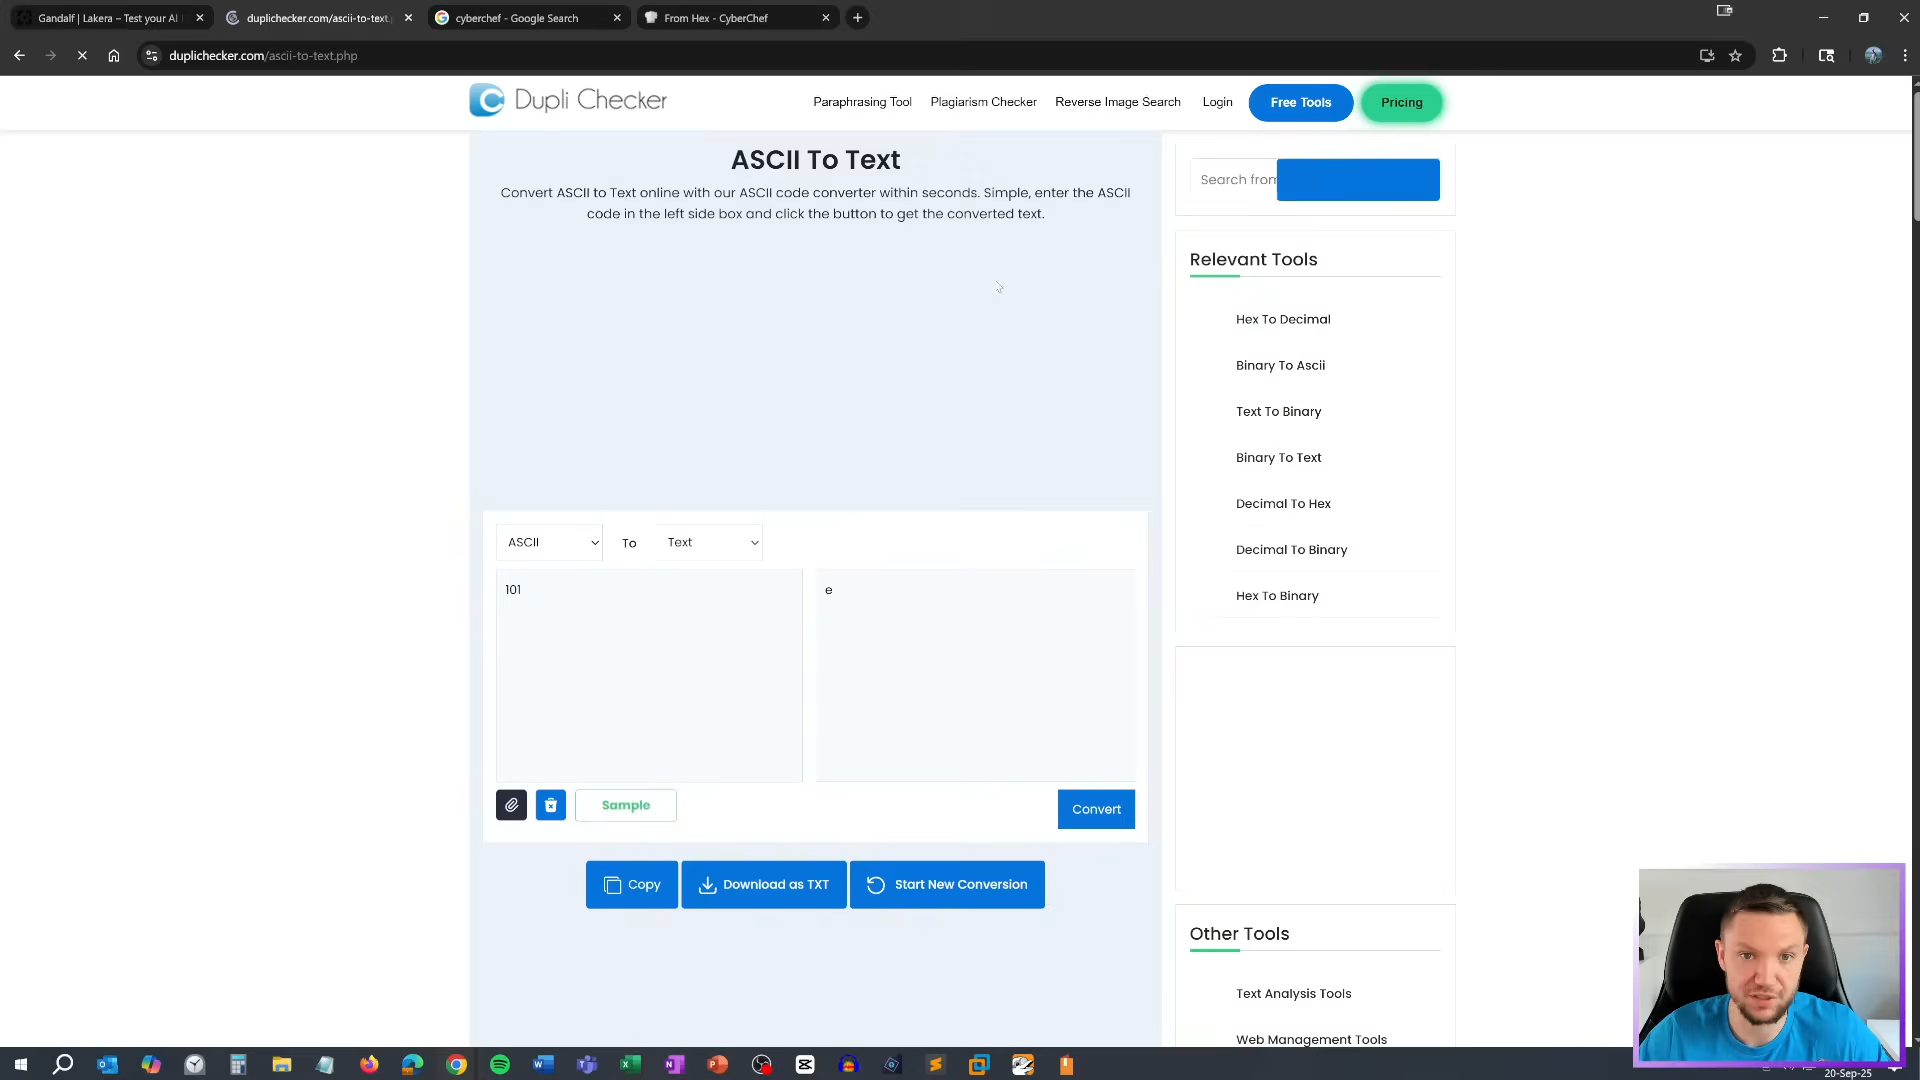 Gandalf | Lakera – Test your AI
duplichecker.com/ascii-to-text.
cyberchef - Google Search
From Hex - CyberChef
duplichecker.com/ascii-to-text.php
Dupli Checker
Paraphrasing Tool
Plagiarism Checker
Reverse Image Search
Login
Free Tools
Pricing
ASCII To Text
Convert ASCII to Text online with our ASCII code converter within seconds. Simple, enter the ASCII
code in the left side box and click the button to get the converted text.
Search from
Relevant Tools
Hex To Decimal
Binary To Ascii
Text To Binary
Binary To Text
Decimal To Hex
Decimal To Binary
Hex To Binary
ASCII
To
Text
101
e
Sample
Convert
Copy
Download as TXT
Start New Conversion
Other Tools
Text Analysis Tools
Web Management Tools
20-Sep-25